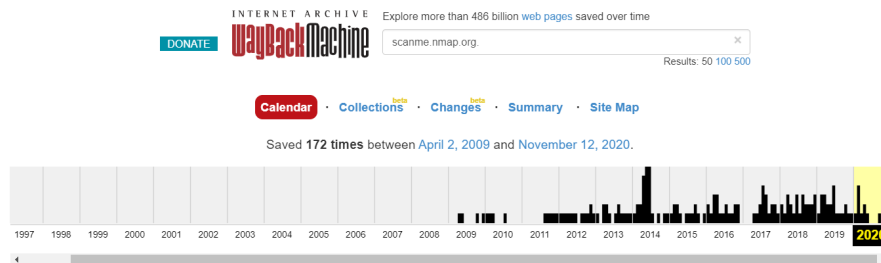 INTERNET ARCHIVE
WayBackMachine
DONATE
Explore more than 486 billion web pages saved over time
scanme.nmap.org. ×
Results: 50 100 500
Calendar · Collections beta · Changes beta · Summary · Site Map
Saved 172 times between April 2, 2009 and November 12, 2020.
1997 1998 1999 2000 2001 2002 2003 2004 2005 2006 2007 2008 2009 2010 2011 2012 2013 2014 2015 2016 2017 2018 2019 2020